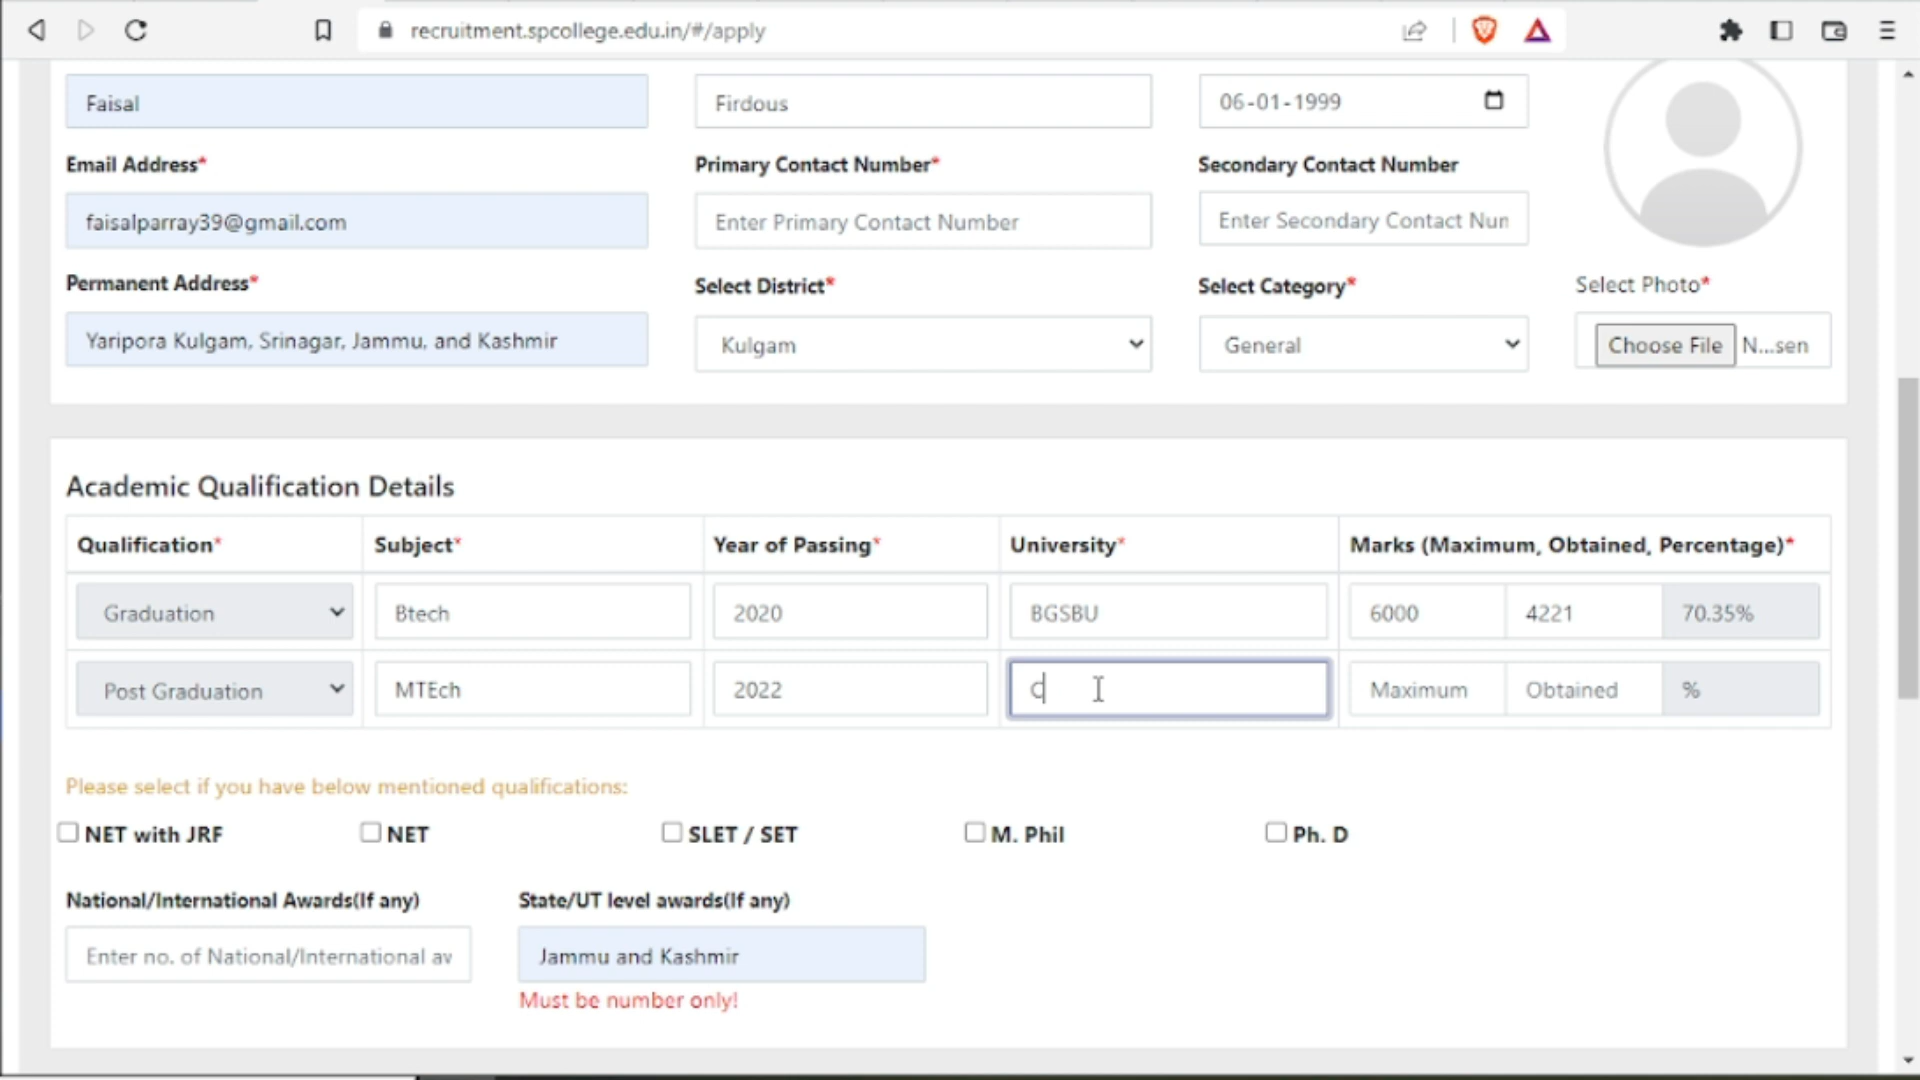 recruitment.spcollege.edu.in/#/apply
Faisal
Firdous
06-01-1999
Email Address*
Primary Contact Number*
Secondary Contact Number
faisalparray39@gmail.com
Enter Primary Contact Number
Enter Secondary Contact Nun
Permanent Address*
Select District*
Select Category*
Select Photo*
Yaripora Kulgam, Srinagar, Jammu, and Kashmir
Kulgam
General
Choose File N...sen
Academic Qualification Details
Qualification* Subject* Year of Passing* University* Marks (Maximum, Obtained, Percentage)*
Graduation Btech 2020 BGSBU 6000 4221 70.35%
Post Graduation MTEch 2022 C Maximum Obtained %
Please select if you have below mentioned qualifications:
NET with JRF NET SLET / SET M. Phil Ph. D
National/International Awards(If any)
State/UT level awards(If any)
Enter no. of National/International av
Jammu and Kashmir
Must be number only!